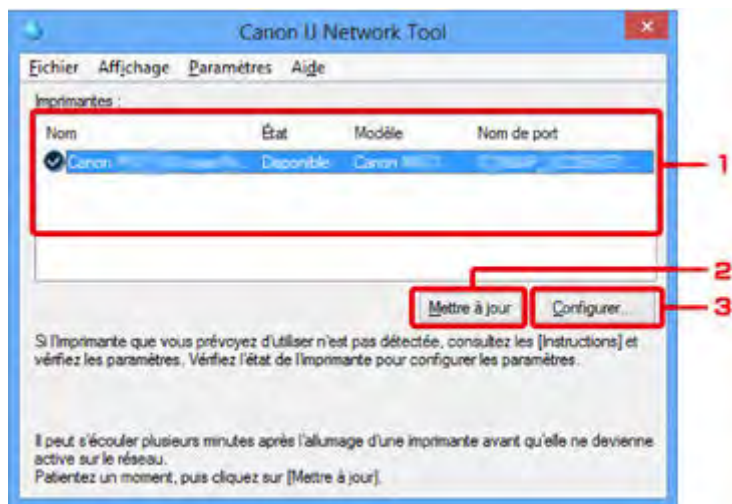 Canon IJ Network Tool
Fichier Affichage Paramètres Aide
Imprimantes :
Nom État Modèle Nom de port
Canon Disponible Canon
1
2
Mettre à jour Configurer...
3
Si l'imprimante que vous prévoyez d'utiliser n'est pas détectée, consultez les [Instructions] et
vérifiez les paramètres. Vérifiez l'état de l'imprimante pour configurer les paramètres.
Il peut s'écouler plusieurs minutes après l'allumage d'une imprimante avant qu'elle ne devienne
active sur le réseau.
Patientez un moment, puis cliquez sur [Mettre à jour].